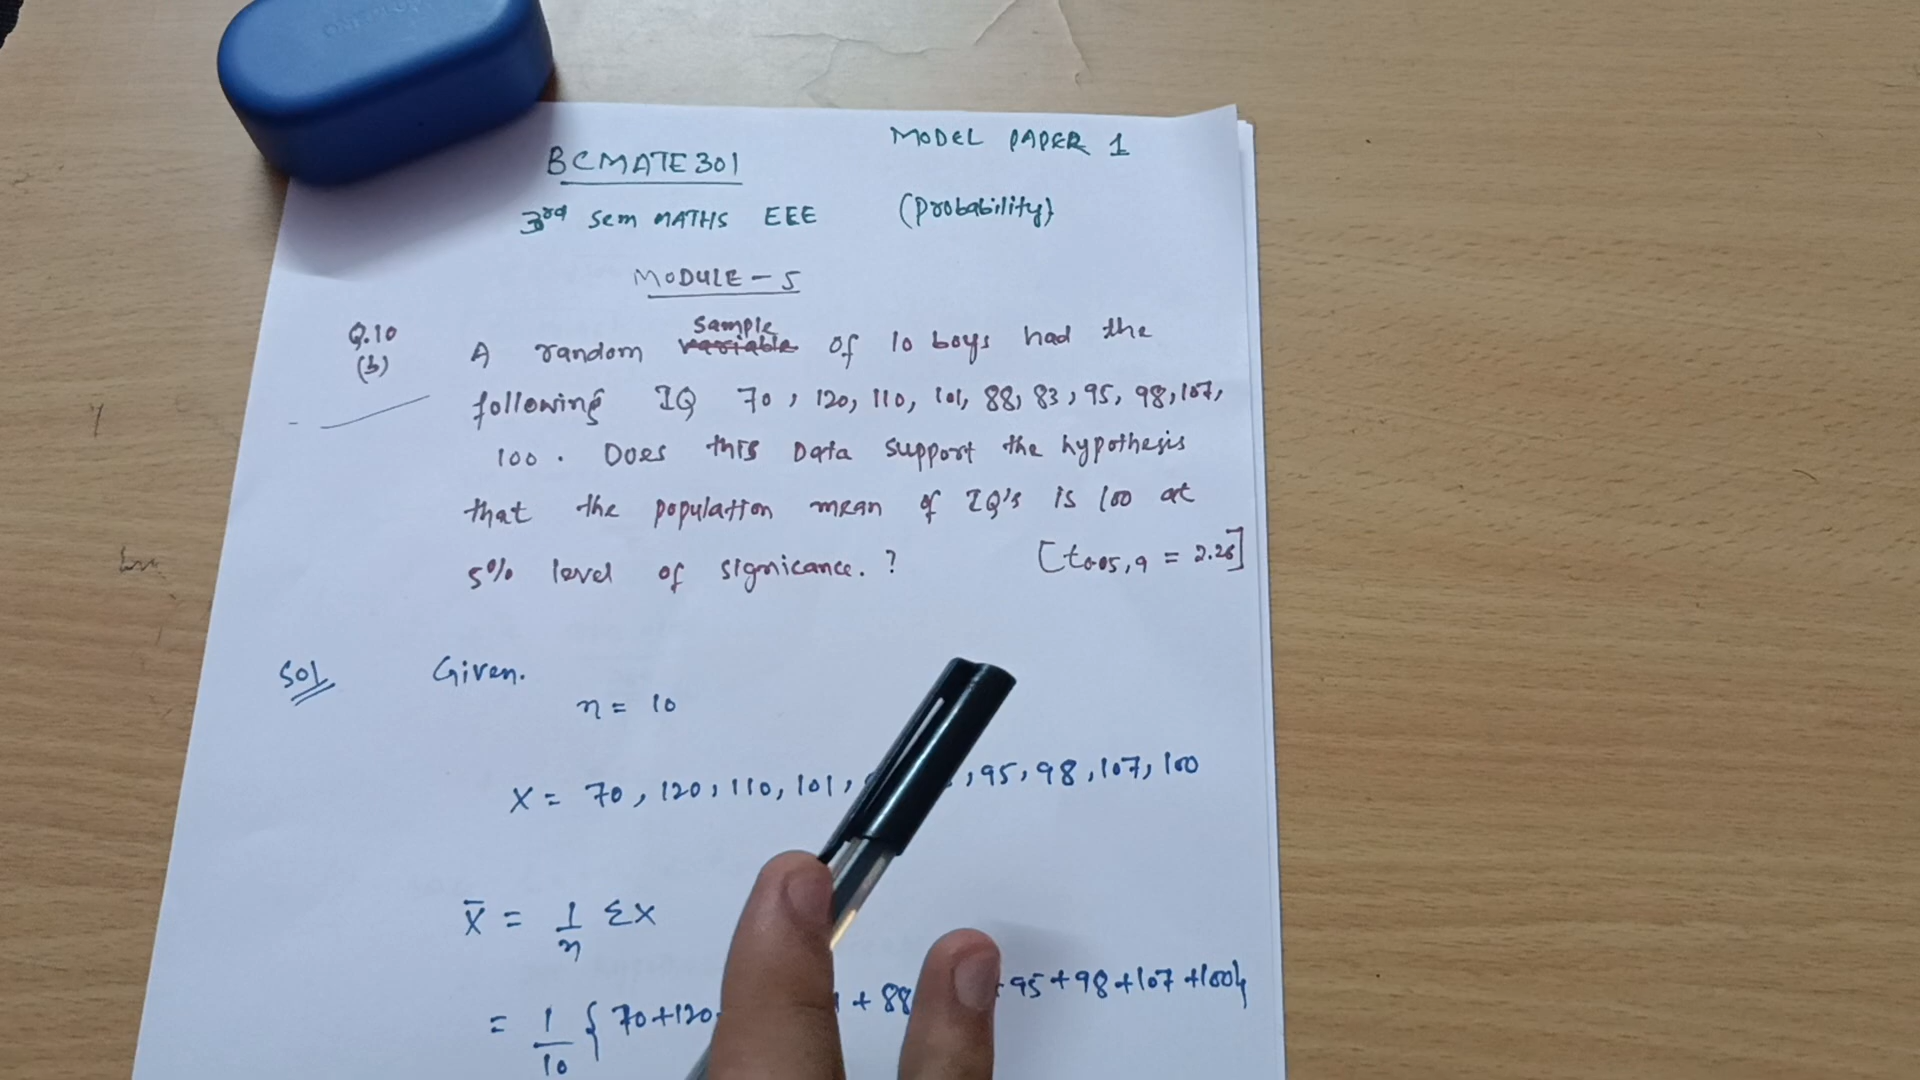 MODEL PAPER 1
BCMATE301
3rd Sem MATHS EEE (Probability)
MODULE - 5
Q.10 (b)
Sample
A random variable of 10 boys had the
following IQ 70, 120, 110, 101, 88, 83, 95, 98, 107,
100. Does this Data support the hypothesis
that the population mean of IQ's is 100 at
5% level of signicance.? [t0.05,9 = 2.26]
Sol Given.
n = 10
X = 70, 120, 110, 101, , 95, 98, 107, 100
X̄ = 1/n ΣX
= 1/10 { 70+120 + 88 +95+98+107+100}